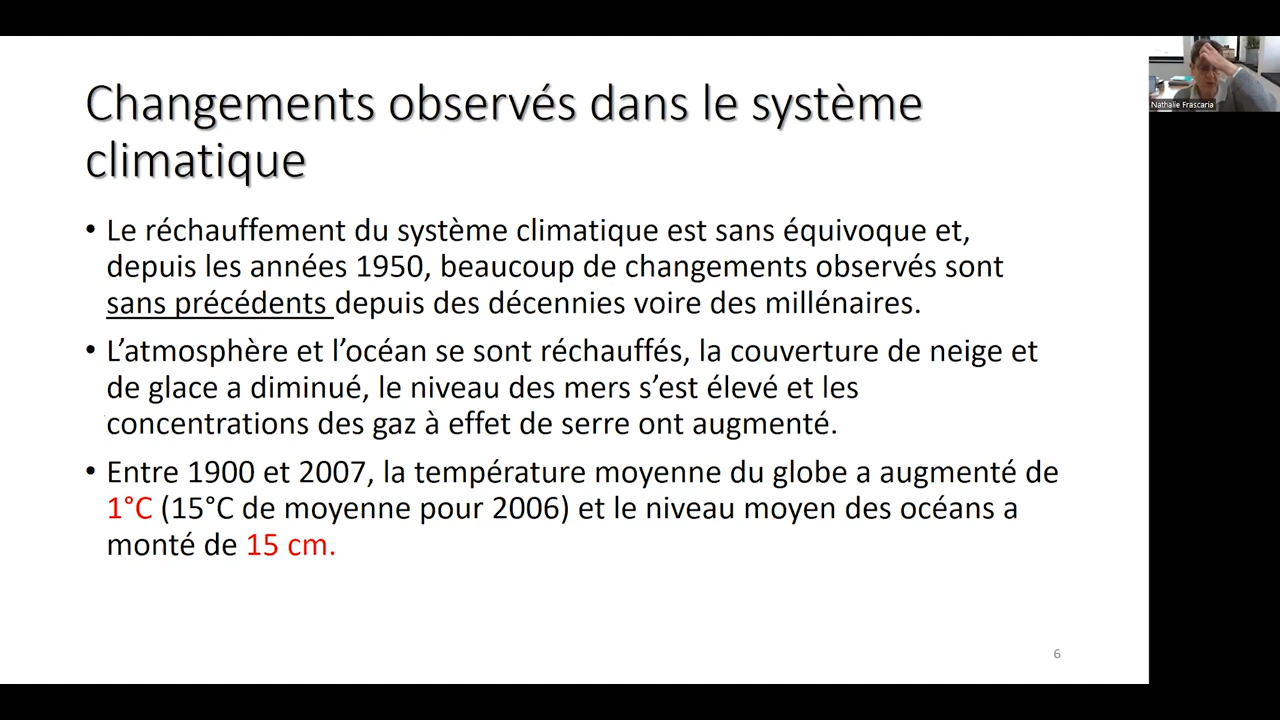 Changements observés dans le système
climatique
• Le réchauffement du système climatique est sans équivoque et,
depuis les années 1950, beaucoup de changements observés sont
sans précédents depuis des décennies voire des millénaires.
• L’atmosphère et l’océan se sont réchauffés, la couverture de neige et
de glace a diminué, le niveau des mers s’est élevé et les
concentrations des gaz à effet de serre ont augmenté.
• Entre 1900 et 2007, la température moyenne du globe a augmenté de
1°C (15°C de moyenne pour 2006) et le niveau moyen des océans a
monté de 15 cm.
6
Nathalie Frascaria